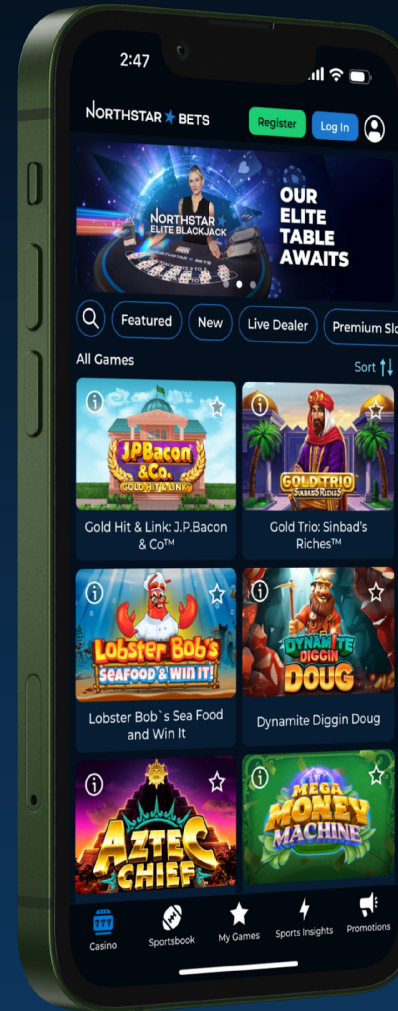 2:47
NORTHSTAR BETS
Register
Log In
NORTHSTAR
ELITE BLACKJACK
OUR
ELITE
TABLE
AWAITS
Featured
New
Live Dealer
Premium Slo
All Games
Sort
J.P.Bacon
&Co.
GOLD HIT & LINK
GOLD TRIO
SINBAD'S RICHES
Gold Hit & Link: J.P.Bacon
& Co™
Gold Trio: Sinbad's
Riches™
Lobster Bob's
SEAFOOD & WIN IT!
DYNAMITE
DIGGIN
DOUG
Lobster Bob`s Sea Food
and Win It
Dynamite Diggin Doug
AZTEC
CHIEF
MEGA
MONEY
MACHINE
777
Casino
Sportsbook
My Games
Sports Insights
Promotions